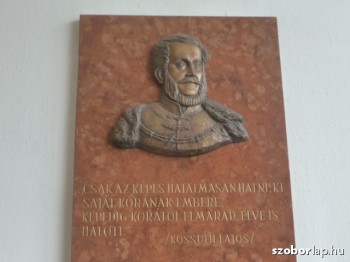 CSAK AZ KÉPES HATALMASAN HATNI, KI
SAJÁT KORÁNAK EMBERE,
KI PEDIG KORÁTÓL ELMARAD, ÉLVE IS
HALOTT.
/KOSSUTH LAJOS/
szoborlap.hu